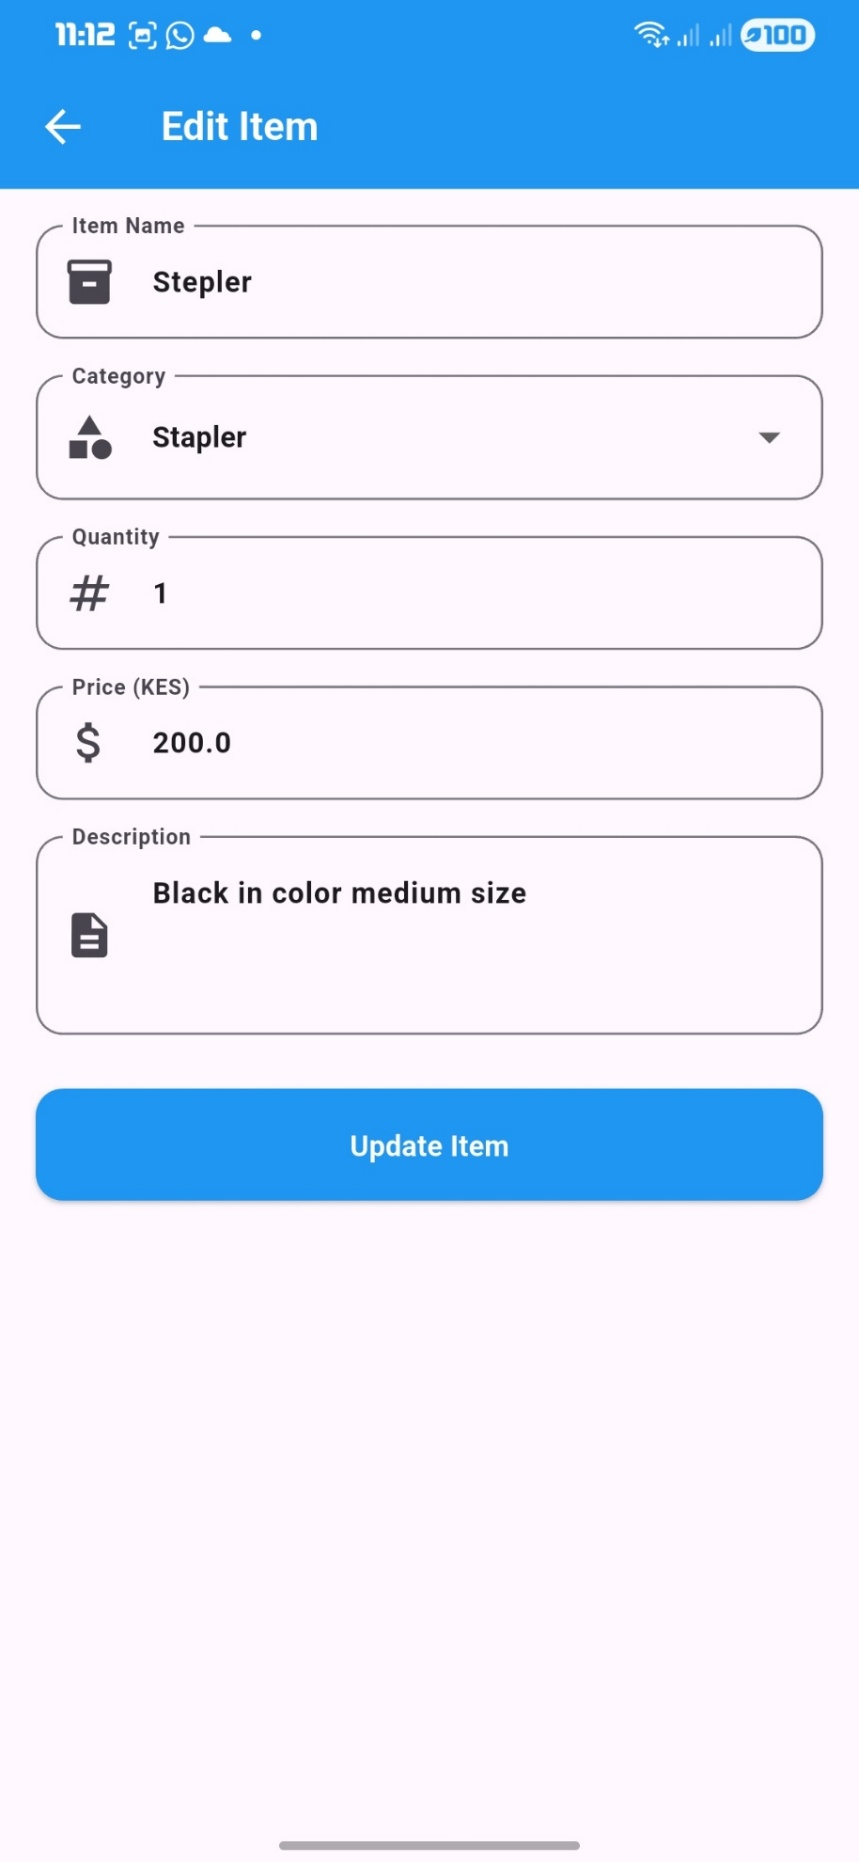 11:12
100
Edit Item
Item Name
Stepler
Category
Stapler
Quantity
# 1
Price (KES)
$ 200.0
Description
Black in color medium size
Update Item